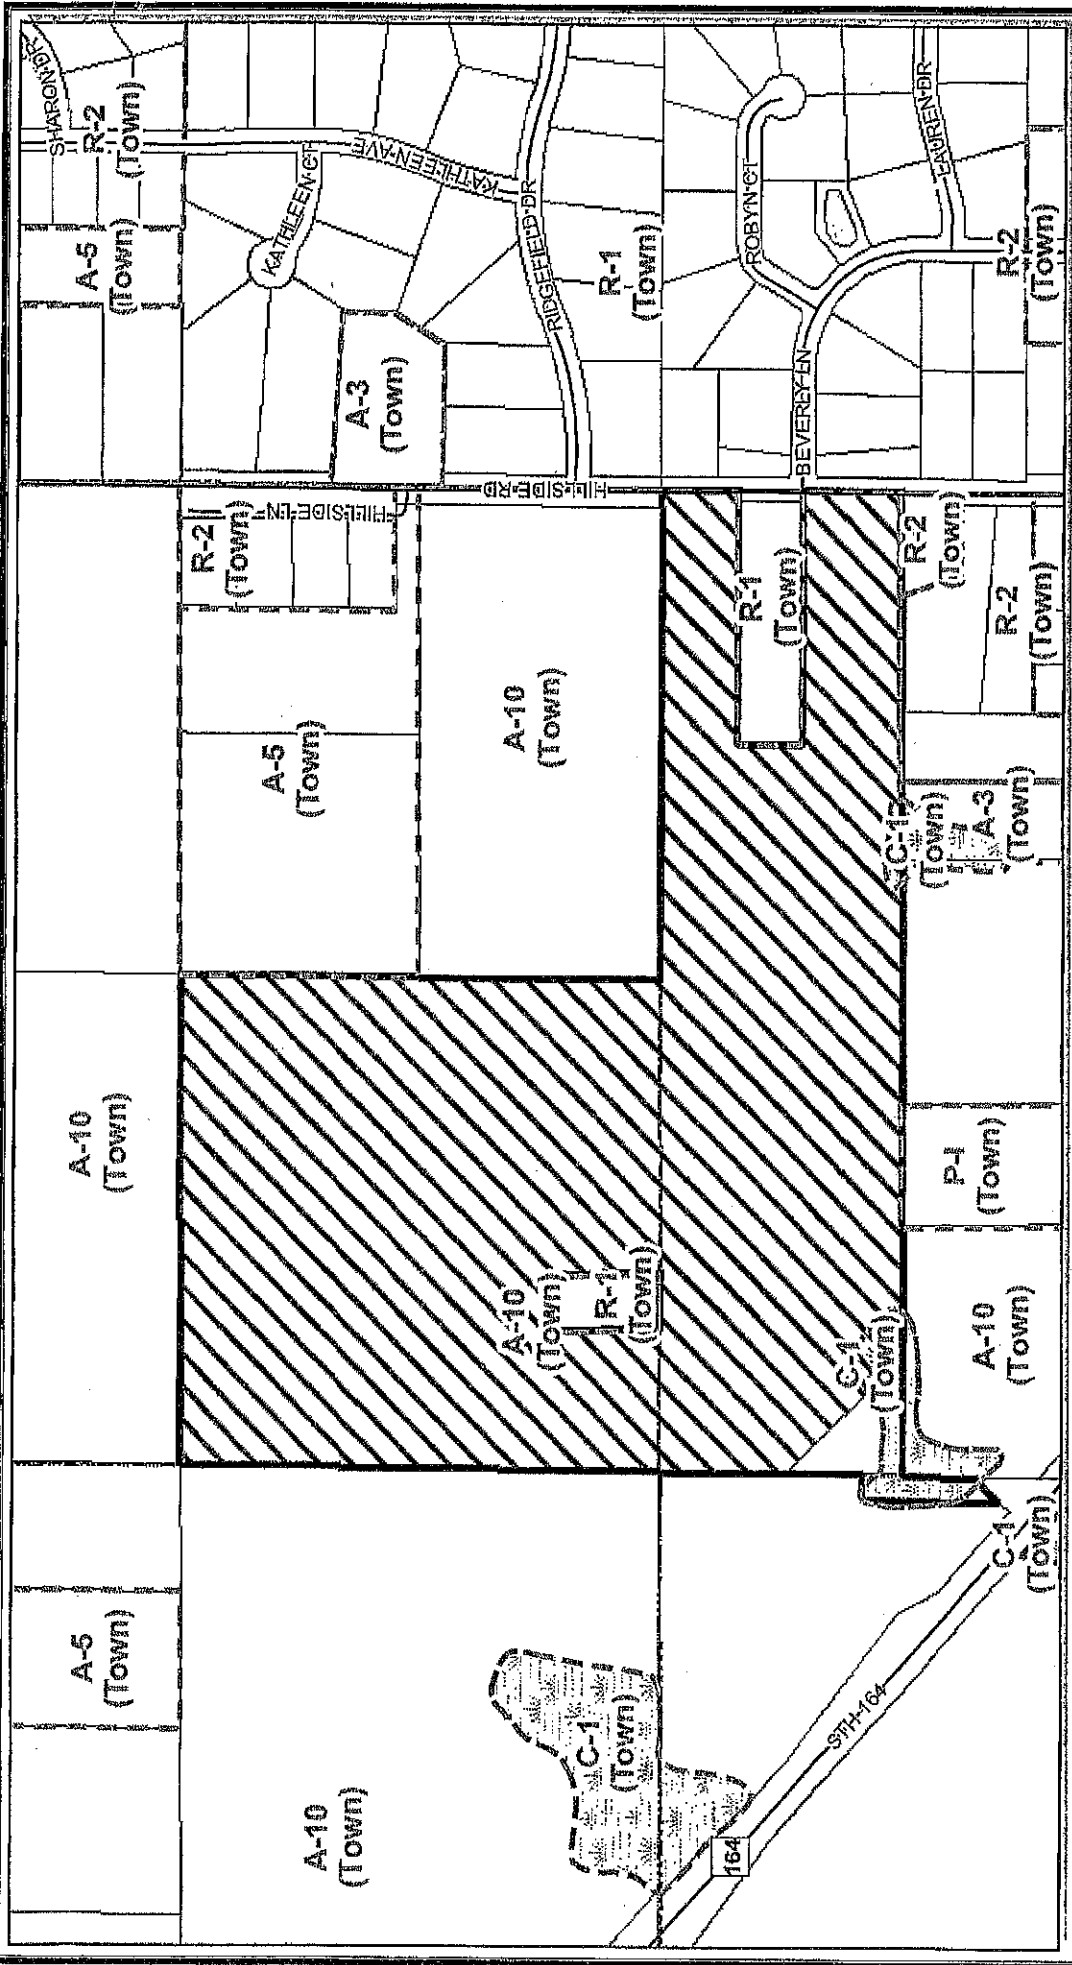 A-5
(Town)
A-10
(Town)
A-5
(Town)
R-2
(Town)
SHARON DR
R-2
(Town)
HILLSIDE LN
A-5
(Town)
KATHLEEN CT
A-10
(Town)
A-3
(Town)
KATHLEEN AVE
A-10
(Town)
A-10
(Town)
HILLSIDE RD
RIDGEFIELD DR
C-1
(Town)
R-1
(Town)
R-1
(Town)
164
R-1
(Town)
ROBYN CT
BEVERLY LN
STH 164
C-1
(Town)
C-1
(Town)
R-2
(Town)
LAUREN DR
P-I
(Town)
C-1
(Town)
A-10
(Town)
A-3
(Town)
R-2
(Town)
R-2
(Town)